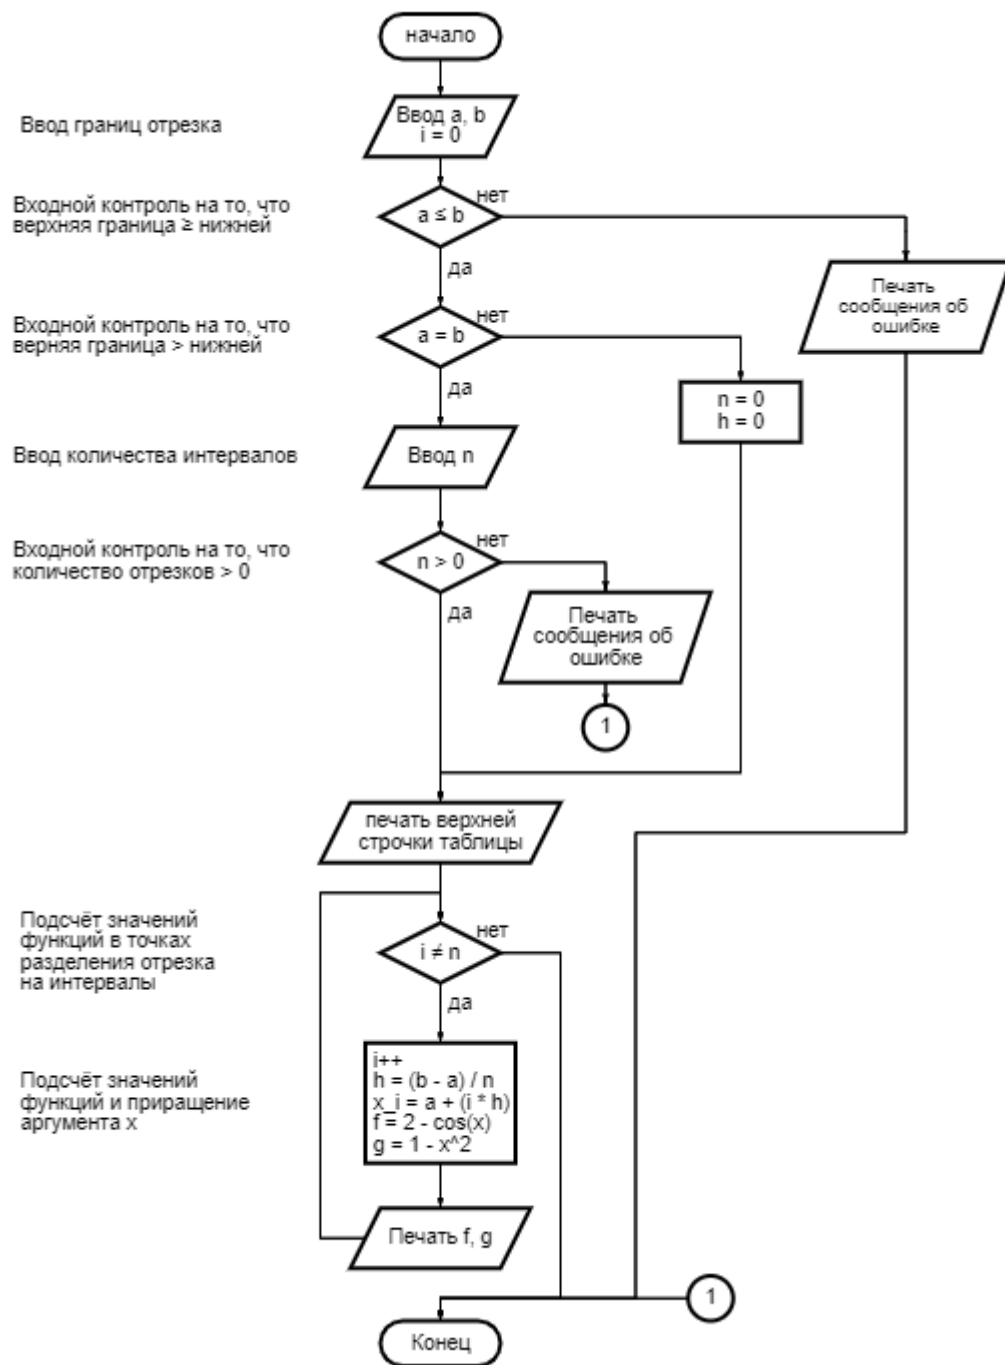 начало
Ввод границ отрезка
Ввод a, b
i = 0
Входной контроль на то, что
верхняя граница ≥ нижней
a ≤ b
нет
да
Печать
сообщения об
ошибке
Входной контроль на то, что
верняя граница > нижней
a = b
нет
да
n = 0
h = 0
Ввод количества интервалов
Ввод n
Входной контроль на то, что
количество отрезков > 0
n > 0
нет
да
Печать
сообщения об
ошибке
1
печать верхней
строчки таблицы
Подсчёт значений
функций в точках
разделения отрезка
на интервалы
i ≠ n
нет
да
Подсчёт значений
функций и приращение
аргумента x
i++
h = (b - a) / n
x_i = a + (i * h)
f = 2 - cos(x)
g = 1 - x^2
Печать f, g
1
Конец